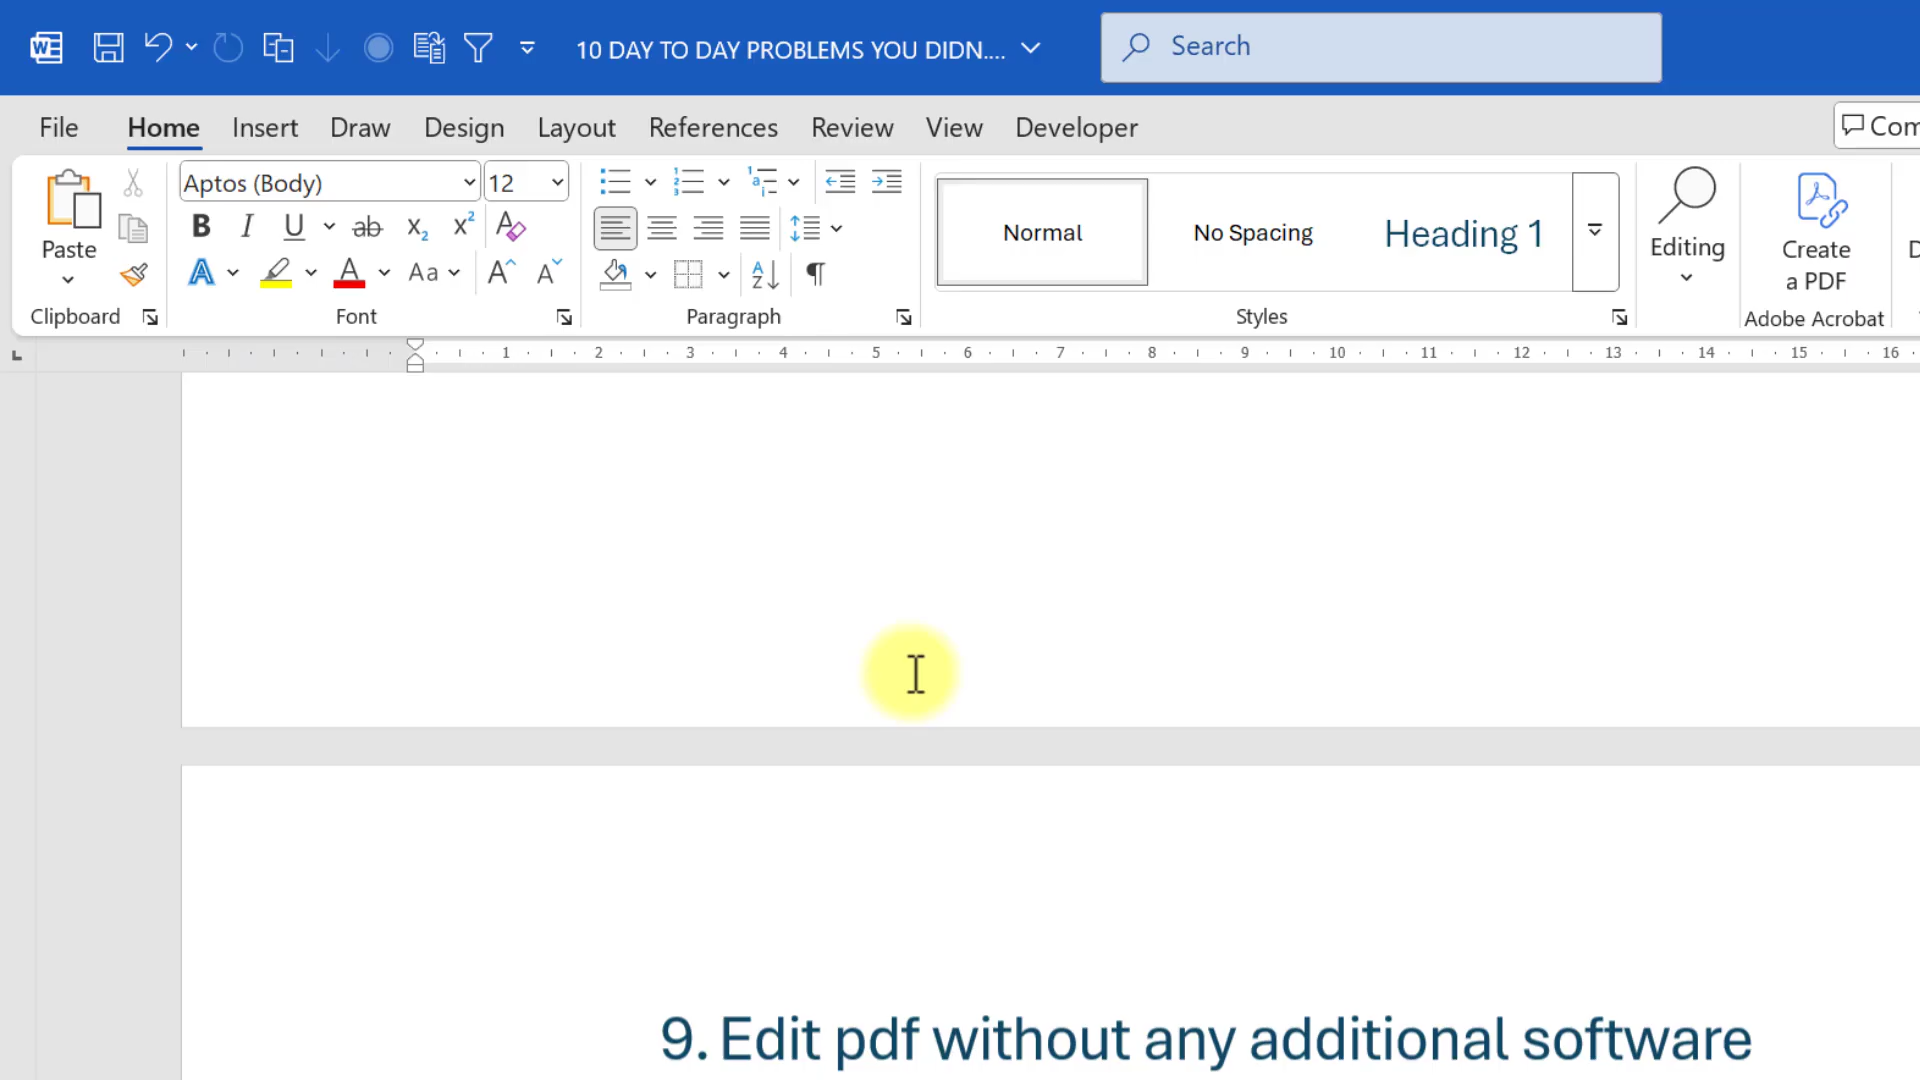 10 DAY TO DAY PROBLEMS YOU DIDN....
Search
File Home Insert Draw Design Layout References Review View Developer
Com
Paste
Clipboard
Aptos (Body) 12
Font
Paragraph
Normal No Spacing Heading 1
Styles
Editing
Create
a PDF
Adobe Acrobat
1 2 3 4 5 6 7 8 9 10 11 12 13 14 15 16
9. Edit pdf without any additional software